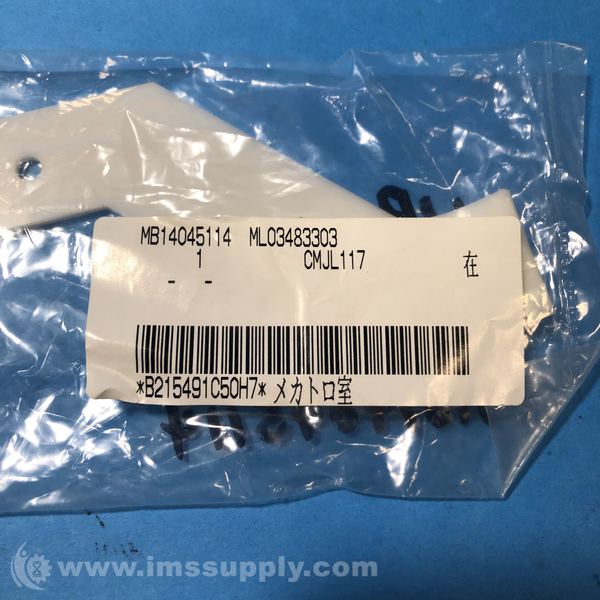 MB14045114 ML03483303
1 CMJL117 在
- -
*B215491C50H7* メカトロ室
www.imssupply.com